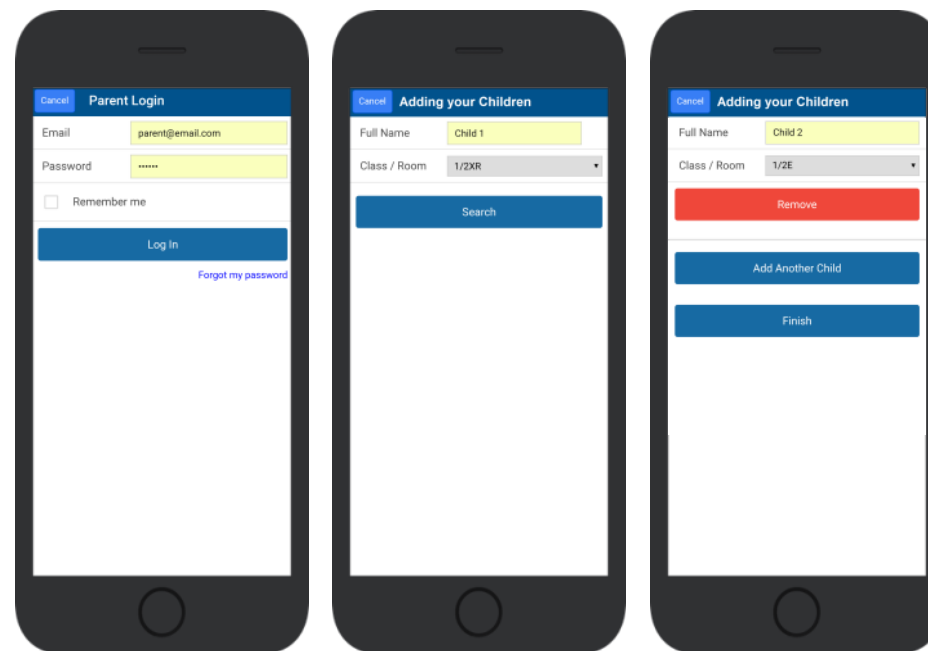 Cancel Parent Login
Email parent@email.com
Password ······
Remember me
Log In
Forgot my password
Cancel Adding your Children
Full Name Child 1
Class / Room 1/2XR
Search
Cancel Adding your Children
Full Name Child 2
Class / Room 1/2E
Remove
Add Another Child
Finish